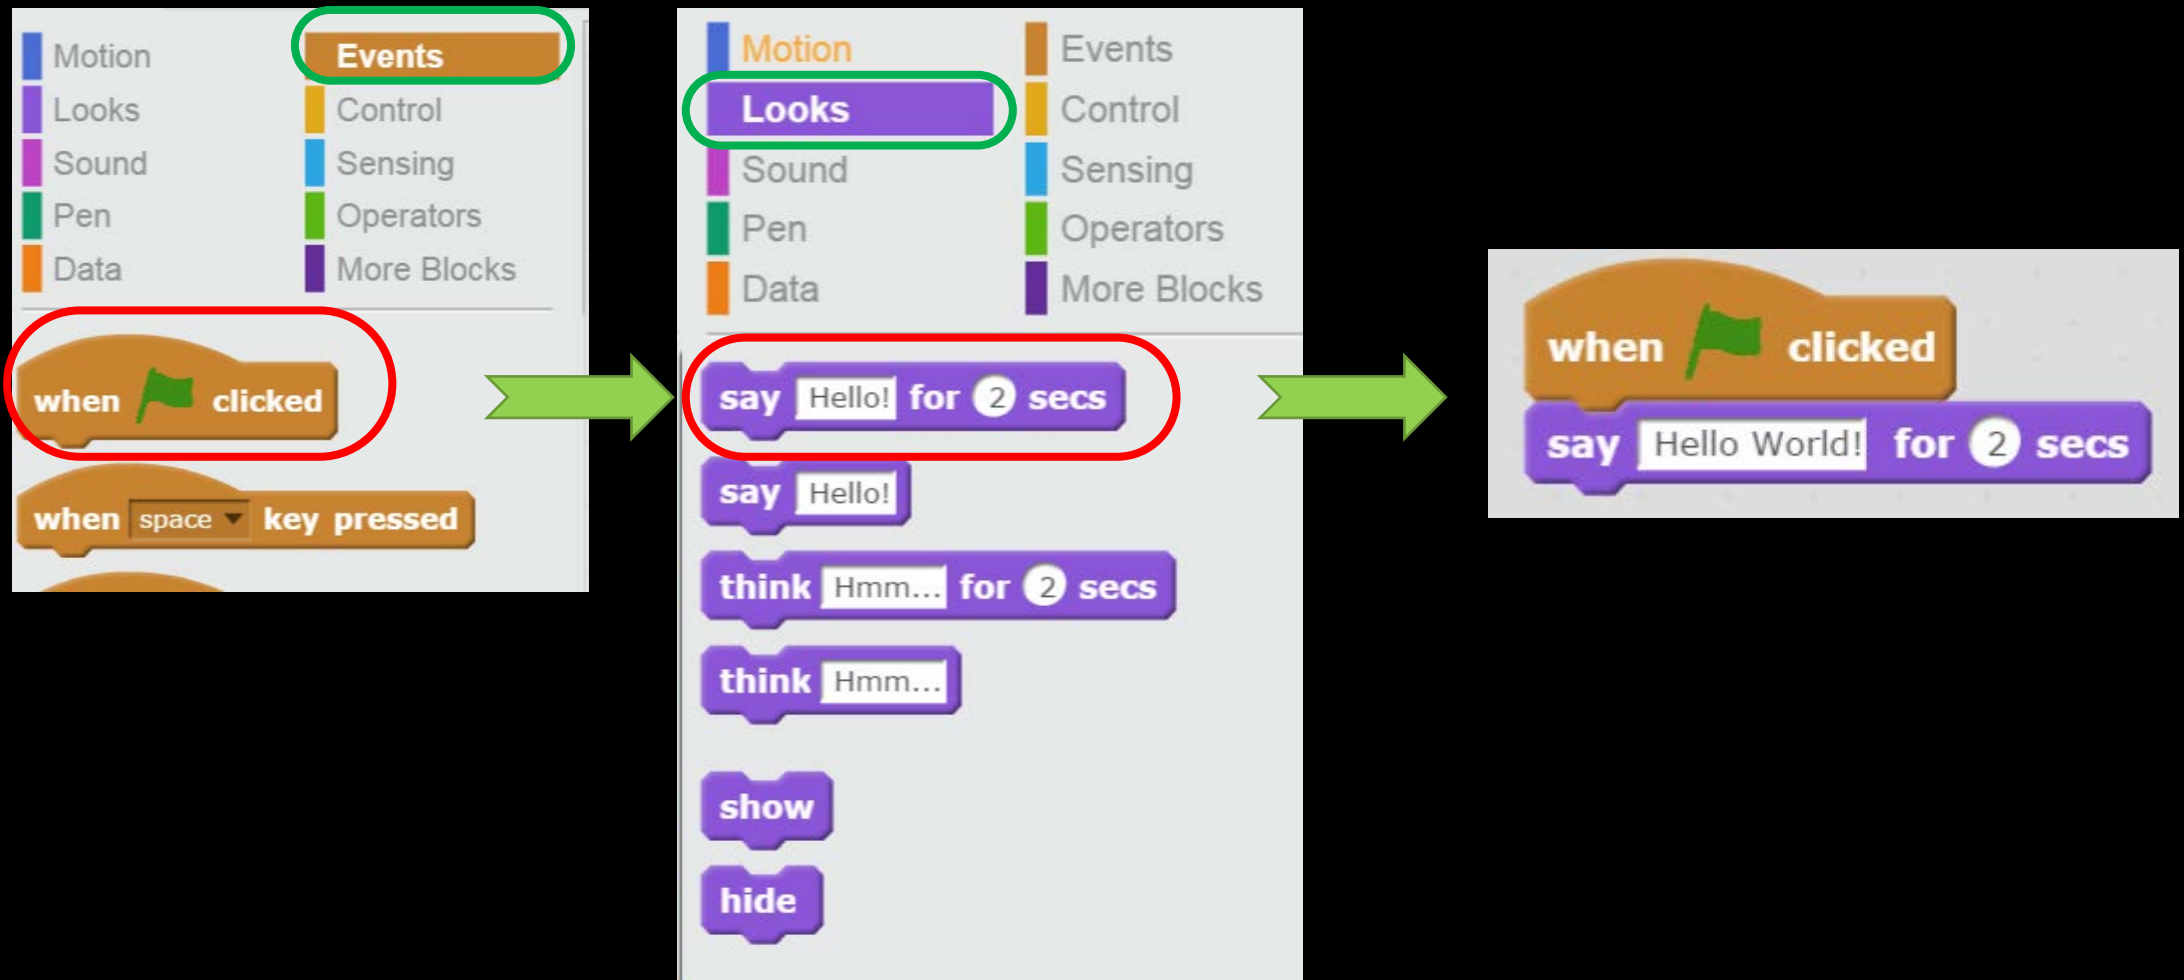 Motion Events
Looks Control
Sound Sensing
Pen Operators
Data More Blocks
when clicked
when space key pressed
Motion Events
Looks Control
Sound Sensing
Pen Operators
Data More Blocks
say Hello! for 2 secs
say Hello!
think Hmm... for 2 secs
think Hmm...
show
hide
when clicked
say Hello World! for 2 secs